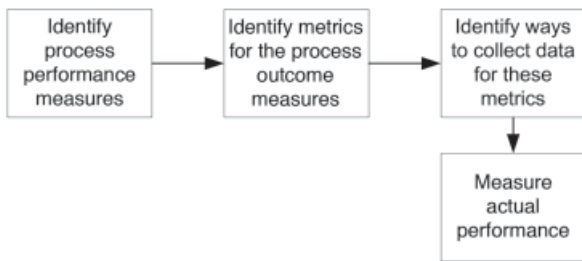 Identify
process
performance
measures
Identify metrics
for the process
outcome
measures
Identify ways
to collect data
for these
metrics
Measure
actual
performance